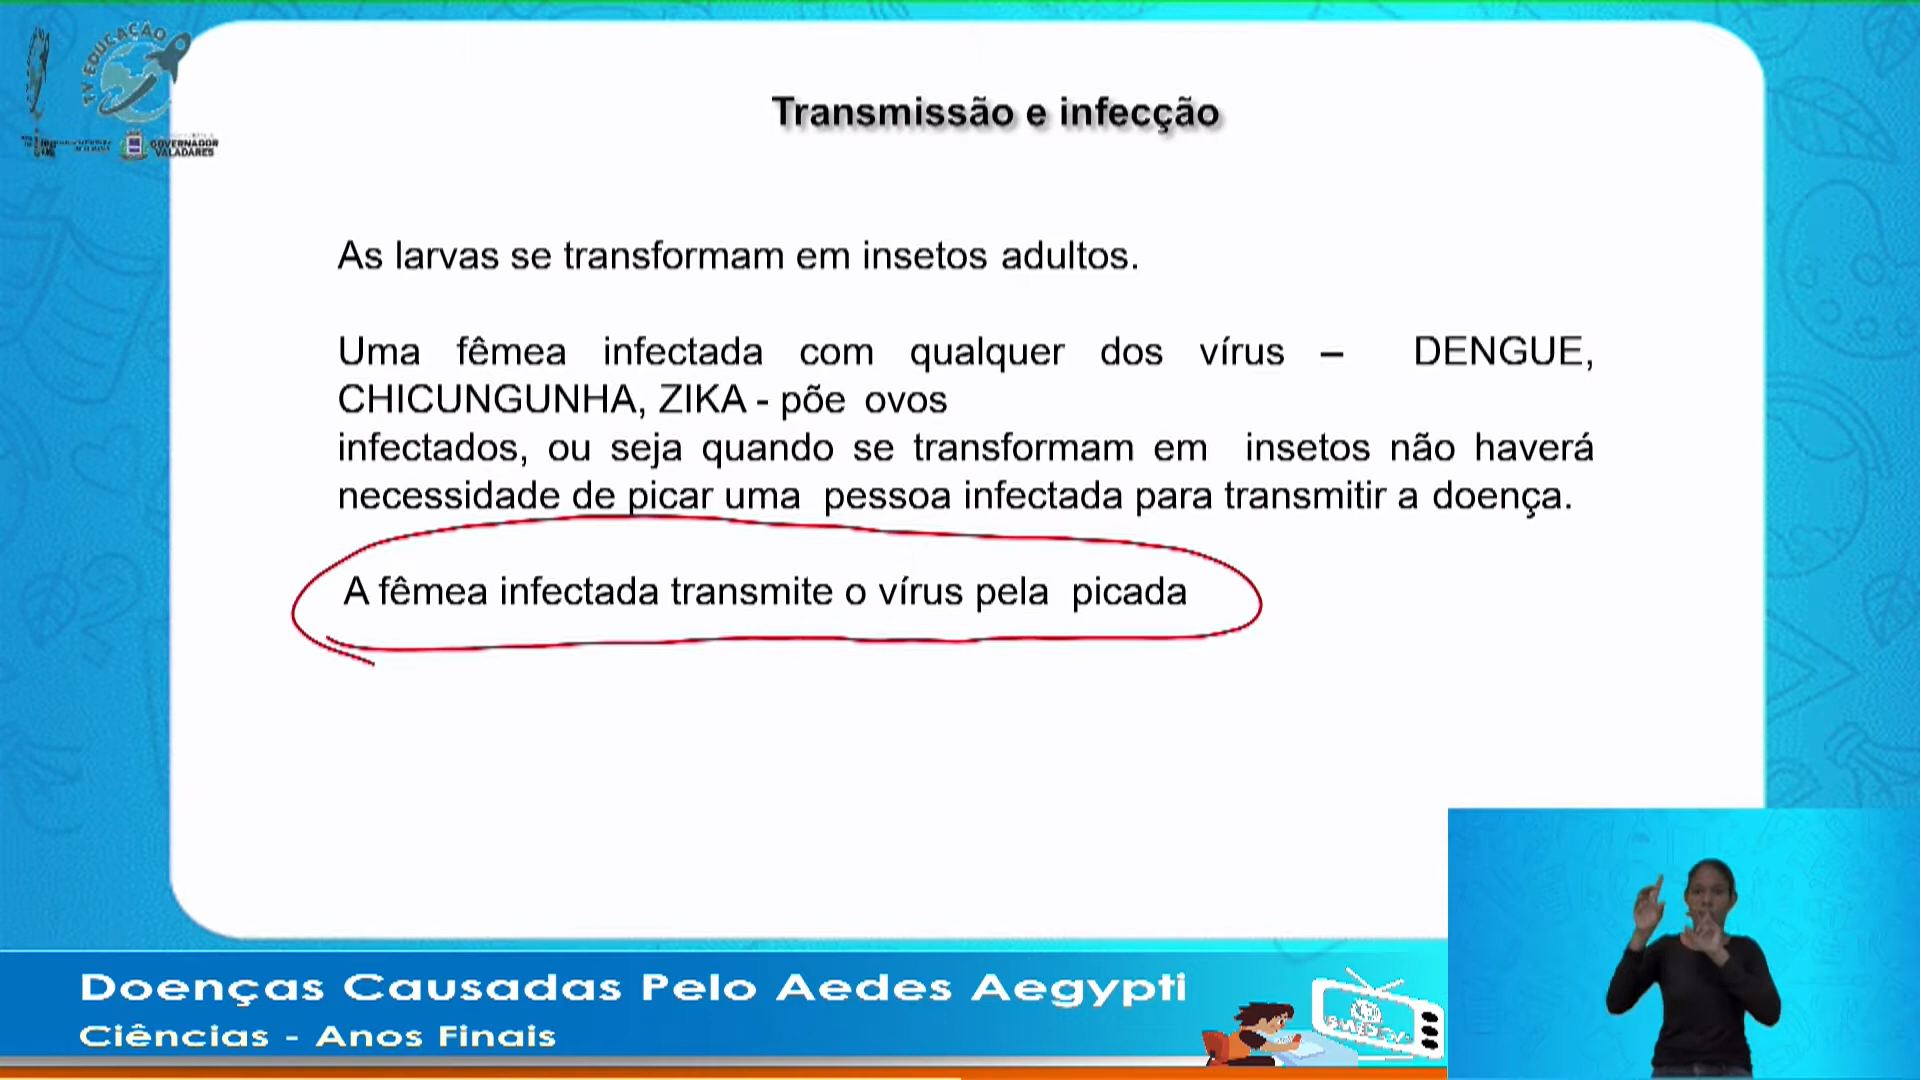 TV EDUCAÇÃO
GOVERNADOR
VALADARES
Transmissão e infecção
As larvas se transformam em insetos adultos.
Uma fêmea infectada com qualquer dos vírus – DENGUE,
CHICUNGUNHA, ZIKA - põe ovos
infectados, ou seja quando se transformam em insetos não haverá
necessidade de picar uma pessoa infectada para transmitir a doença.
A fêmea infectada transmite o vírus pela picada
Doenças Causadas Pelo Aedes Aegypti
Ciências - Anos Finais